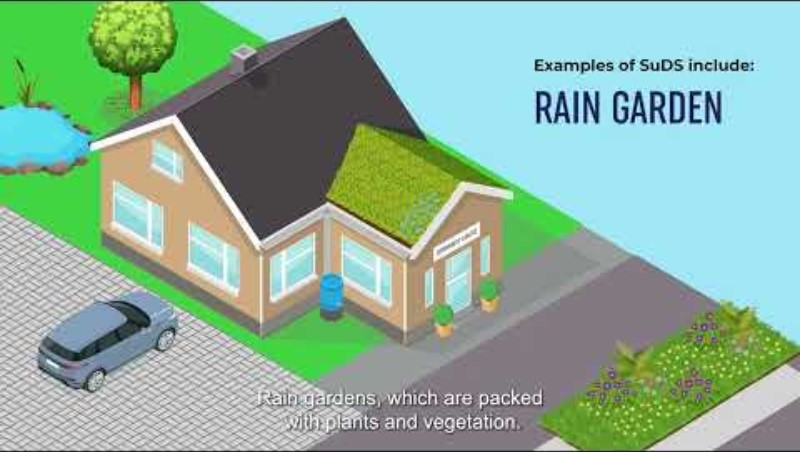 Examples of SuDS include:
RAIN GARDEN
Rain gardens, which are packed
with plants and vegetation.